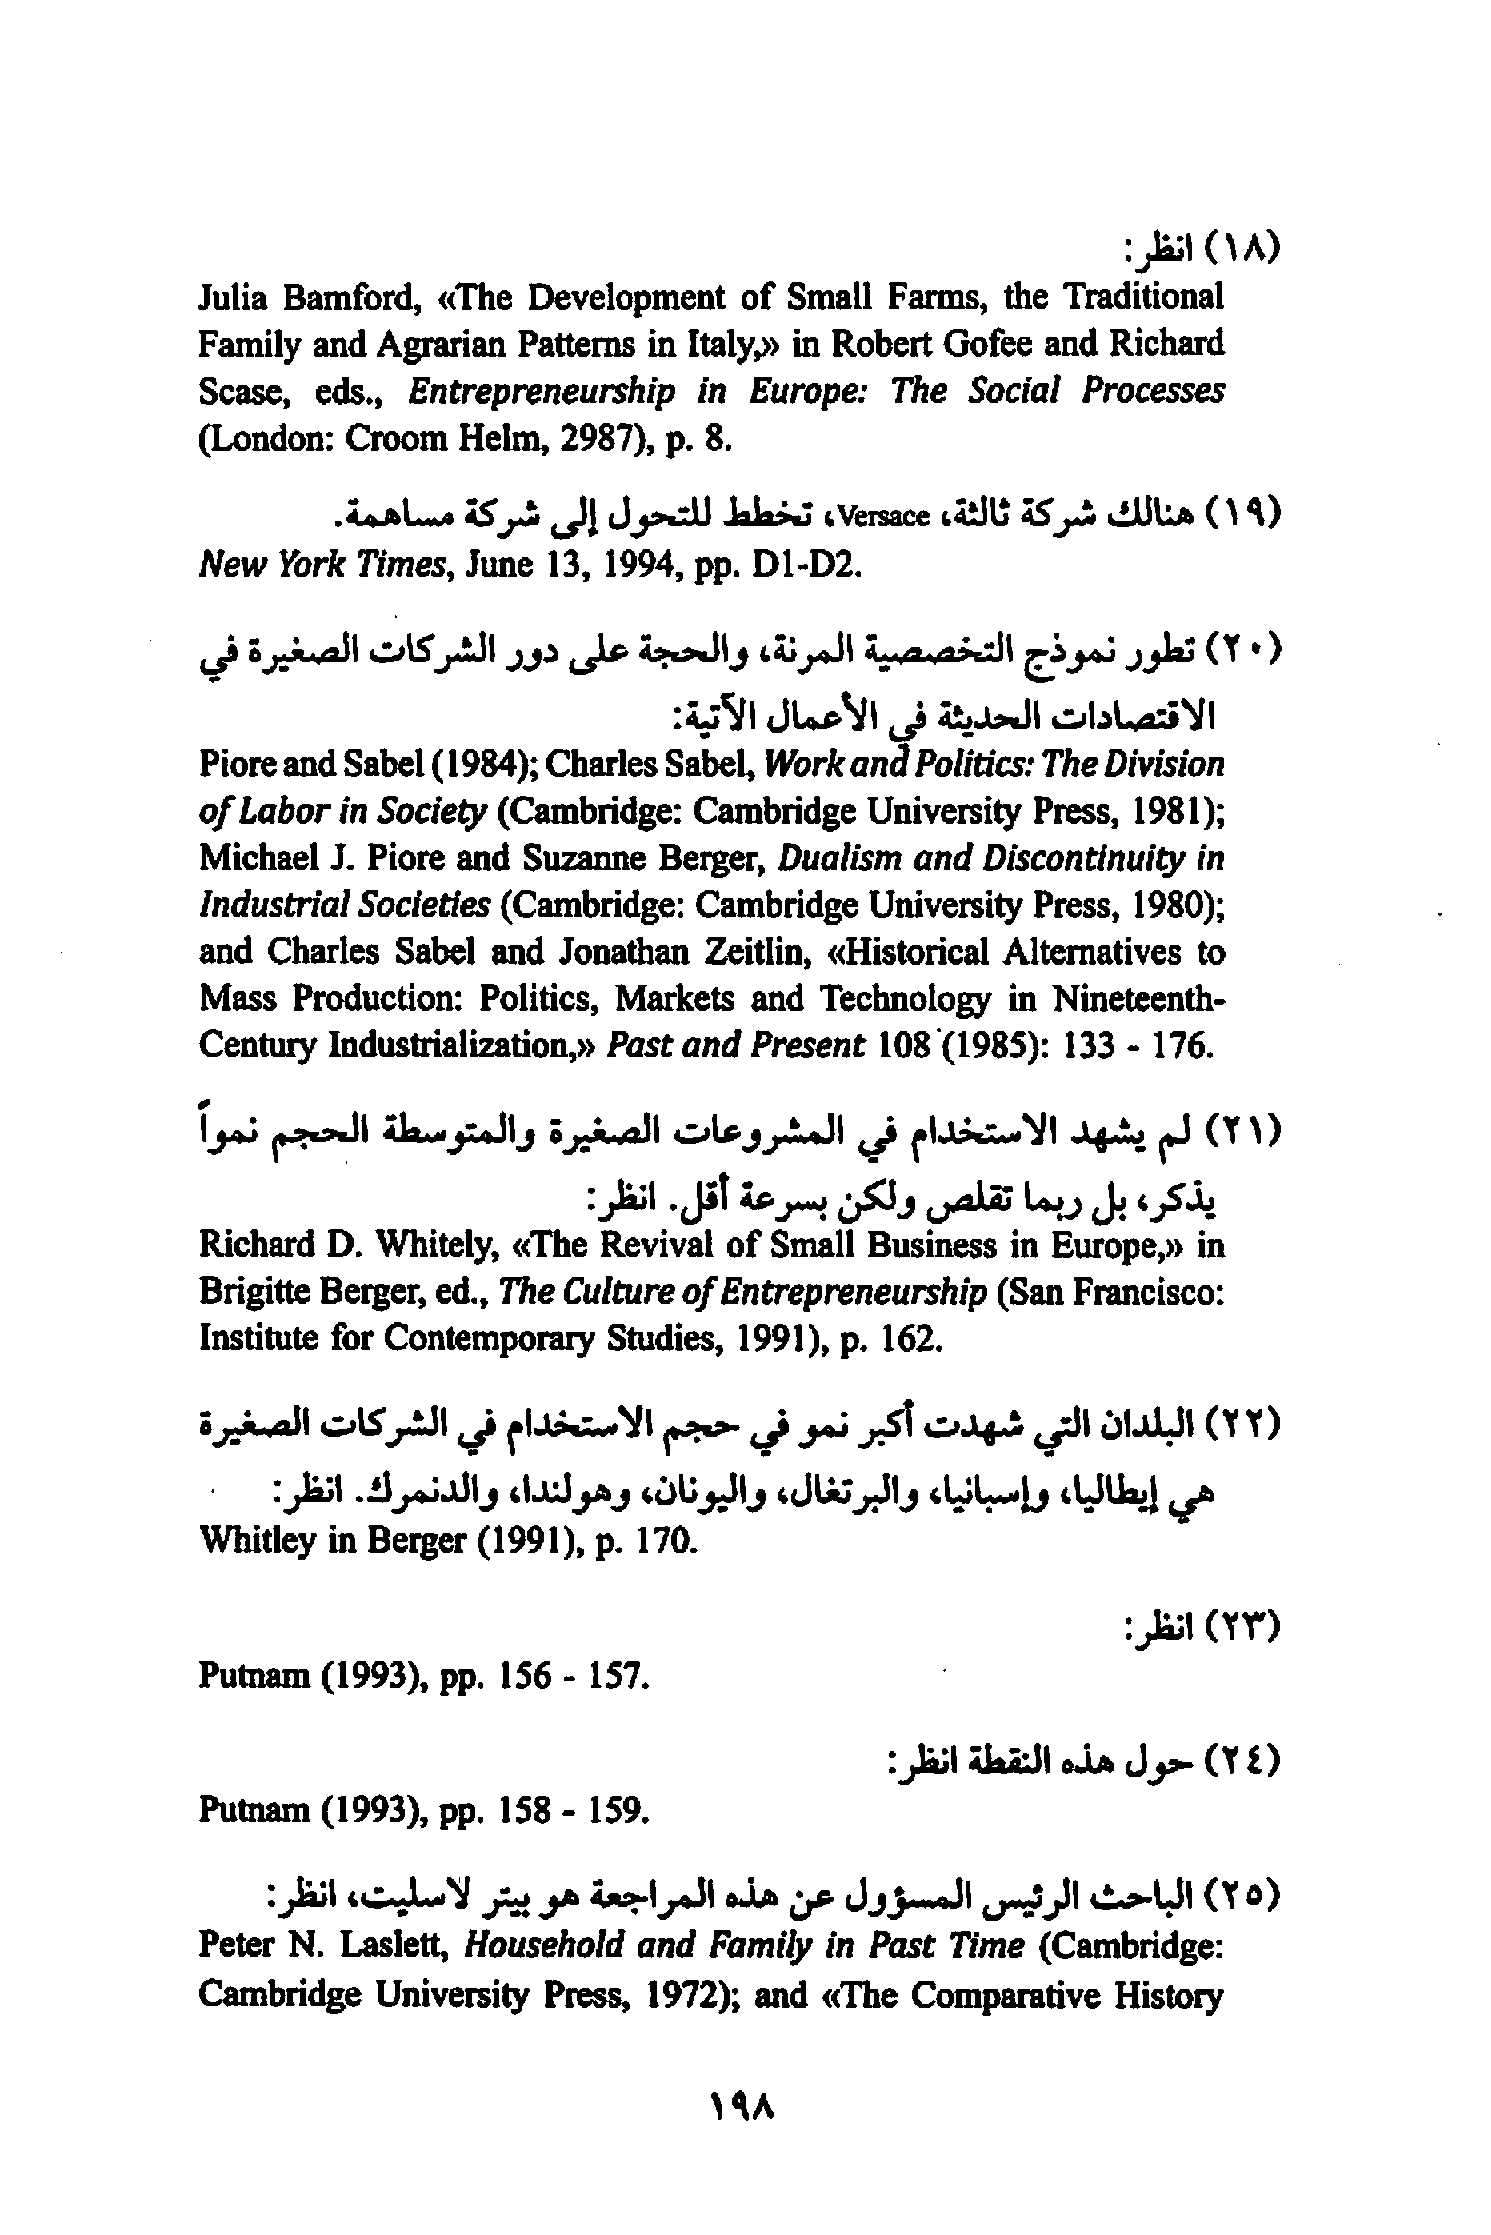 (١٨) انظر:
Julia Bamford, «The Development of Small Farms, the Traditional
Family and Agrarian Patterns in Italy,» in Robert Gofee and Richard
Scase, eds., Entrepreneurship in Europe: The Social Processes
(London: Croom Helm, 2987), p. 8.
(١٩) هنالك شركة ثالثة، Versace، تخطط للتحول إلى شركة مساهمة.
New York Times, June 13, 1994, pp. D1-D2.
(٢٠) تطور نموذج التخصصية المرنة، والحجة على دور الشركات الصغيرة في
الاقتصادات الحديثة في الأعمال الآتية:
Piore and Sabel (1984); Charles Sabel, Work and Politics: The Division
of Labor in Society (Cambridge: Cambridge University Press, 1981);
Michael J. Piore and Suzanne Berger, Dualism and Discontinuity in
Industrial Societies (Cambridge: Cambridge University Press, 1980);
and Charles Sabel and Jonathan Zeitlin, «Historical Alternatives to
Mass Production: Politics, Markets and Technology in Nineteenth-
Century Industrialization,» Past and Present 108 (1985): 133 - 176.
(٢١) لم يشهد الاستخدام في المشروعات الصغيرة والمتوسطة الحجم نمواً
يذكر، بل ربما تقلص ولكن بسرعة أقل. انظر:
Richard D. Whitely, «The Revival of Small Business in Europe,» in
Brigitte Berger, ed., The Culture of Entrepreneurship (San Francisco:
Institute for Contemporary Studies, 1991), p. 162.
(٢٢) البلدان التي شهدت أكبر نمو في حجم الاستخدام في الشركات الصغيرة
هي إيطاليا، وإسبانيا، والبرتغال، واليونان، وهولندا، والدنمرك. انظر:
Whitley in Berger (1991), p. 170.
(٢٣) انظر:
Putnam (1993), pp. 156 - 157.
(٢٤) حول هذه النقطة انظر:
Putnam (1993), pp. 158 - 159.
(٢٥) الباحث الرئيس المسؤول عن هذه المراجعة هو بيتر لاسليت، انظر:
Peter N. Laslett, Household and Family in Past Time (Cambridge:
Cambridge University Press, 1972); and «The Comparative History
١٩٨